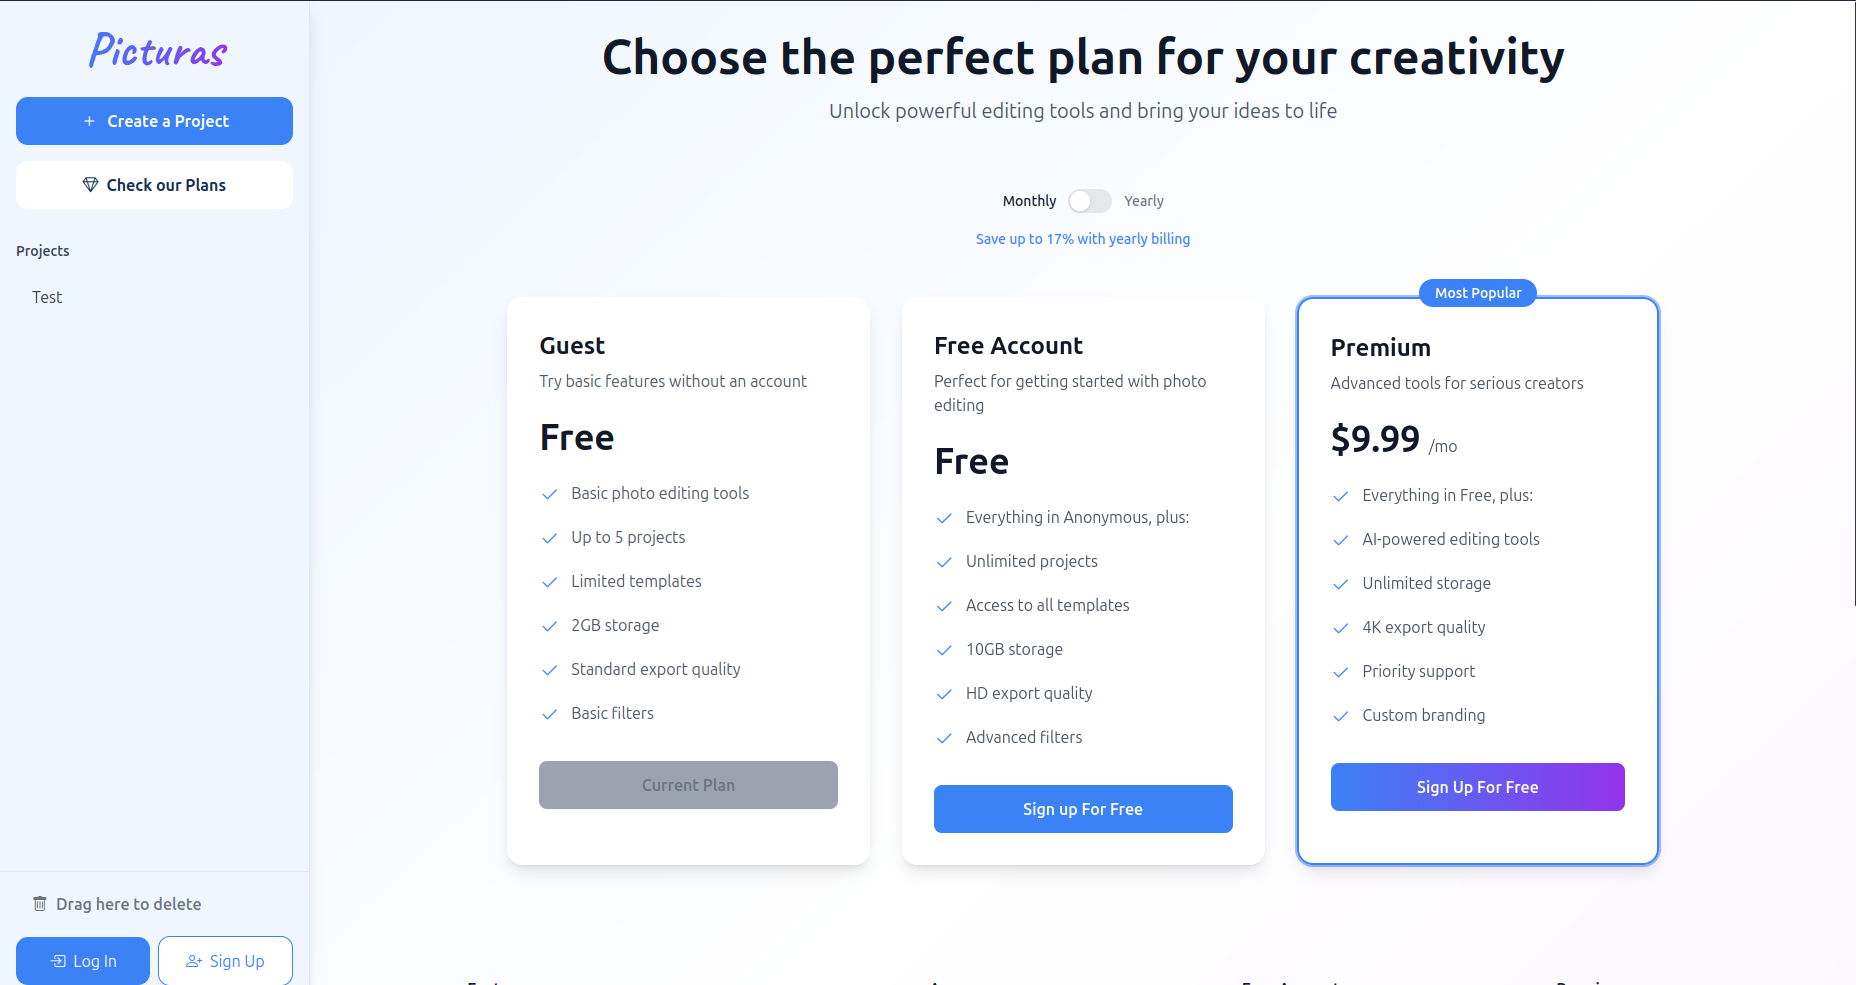 Picturas
Create a Project
Check our Plans
Projects
Test
Drag here to delete
Log In
Sign Up
Choose the perfect plan for your creativity
Unlock powerful editing tools and bring your ideas to life
Monthly
Yearly
Save up to 17% with yearly billing
Guest
Try basic features without an account
Free
Basic photo editing tools
Up to 5 projects
Limited templates
2GB storage
Standard export quality
Basic filters
Current Plan
Free Account
Perfect for getting started with photo
editing
Free
Everything in Anonymous, plus:
Unlimited projects
Access to all templates
10GB storage
HD export quality
Advanced filters
Sign up For Free
Most Popular
Premium
Advanced tools for serious creators
$9.99 /mo
Everything in Free, plus:
AI-powered editing tools
Unlimited storage
4K export quality
Priority support
Custom branding
Sign Up For Free